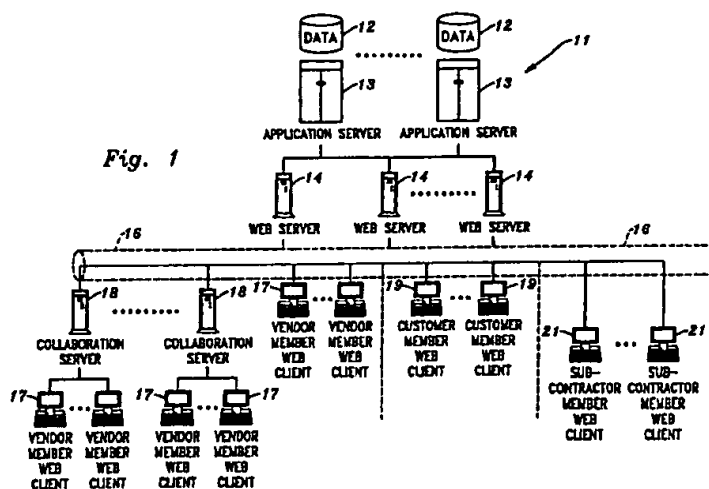 DATA 12 DATA 12
11
13 13
APPLICATION SERVER APPLICATION SERVER
Fig. 1
14 14 14
WEB SERVER WEB SERVER WEB SERVER
16 16
18 18 17 19 19
VENDOR MEMBER WEB CLIENT
VENDOR MEMBER WEB CLIENT
CUSTOMER MEMBER WEB CLIENT
CUSTOMER MEMBER WEB CLIENT
21 21
COLLABORATION SERVER
COLLABORATION SERVER
SUB-CONTRACTOR MEMBER WEB CLIENT
SUB-CONTRACTOR MEMBER WEB CLIENT
17 17 17
VENDOR MEMBER WEB CLIENT
VENDOR MEMBER WEB CLIENT
VENDOR MEMBER WEB CLIENT
VENDOR MEMBER WEB CLIENT